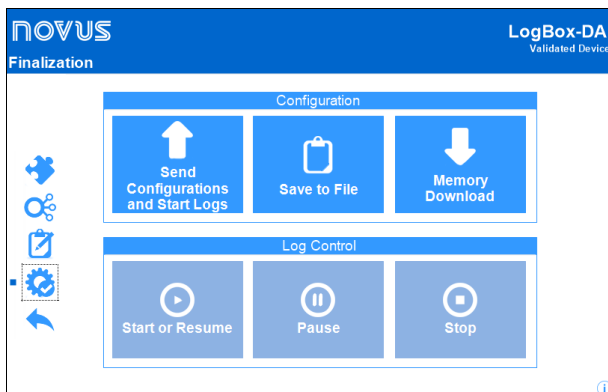 NOVUS
LogBox-DA
Validated Device
Finalization
Configuration
Send
Configurations
and Start Logs
Save to File
Memory
Download
Log Control
Start or Resume
Pause
Stop